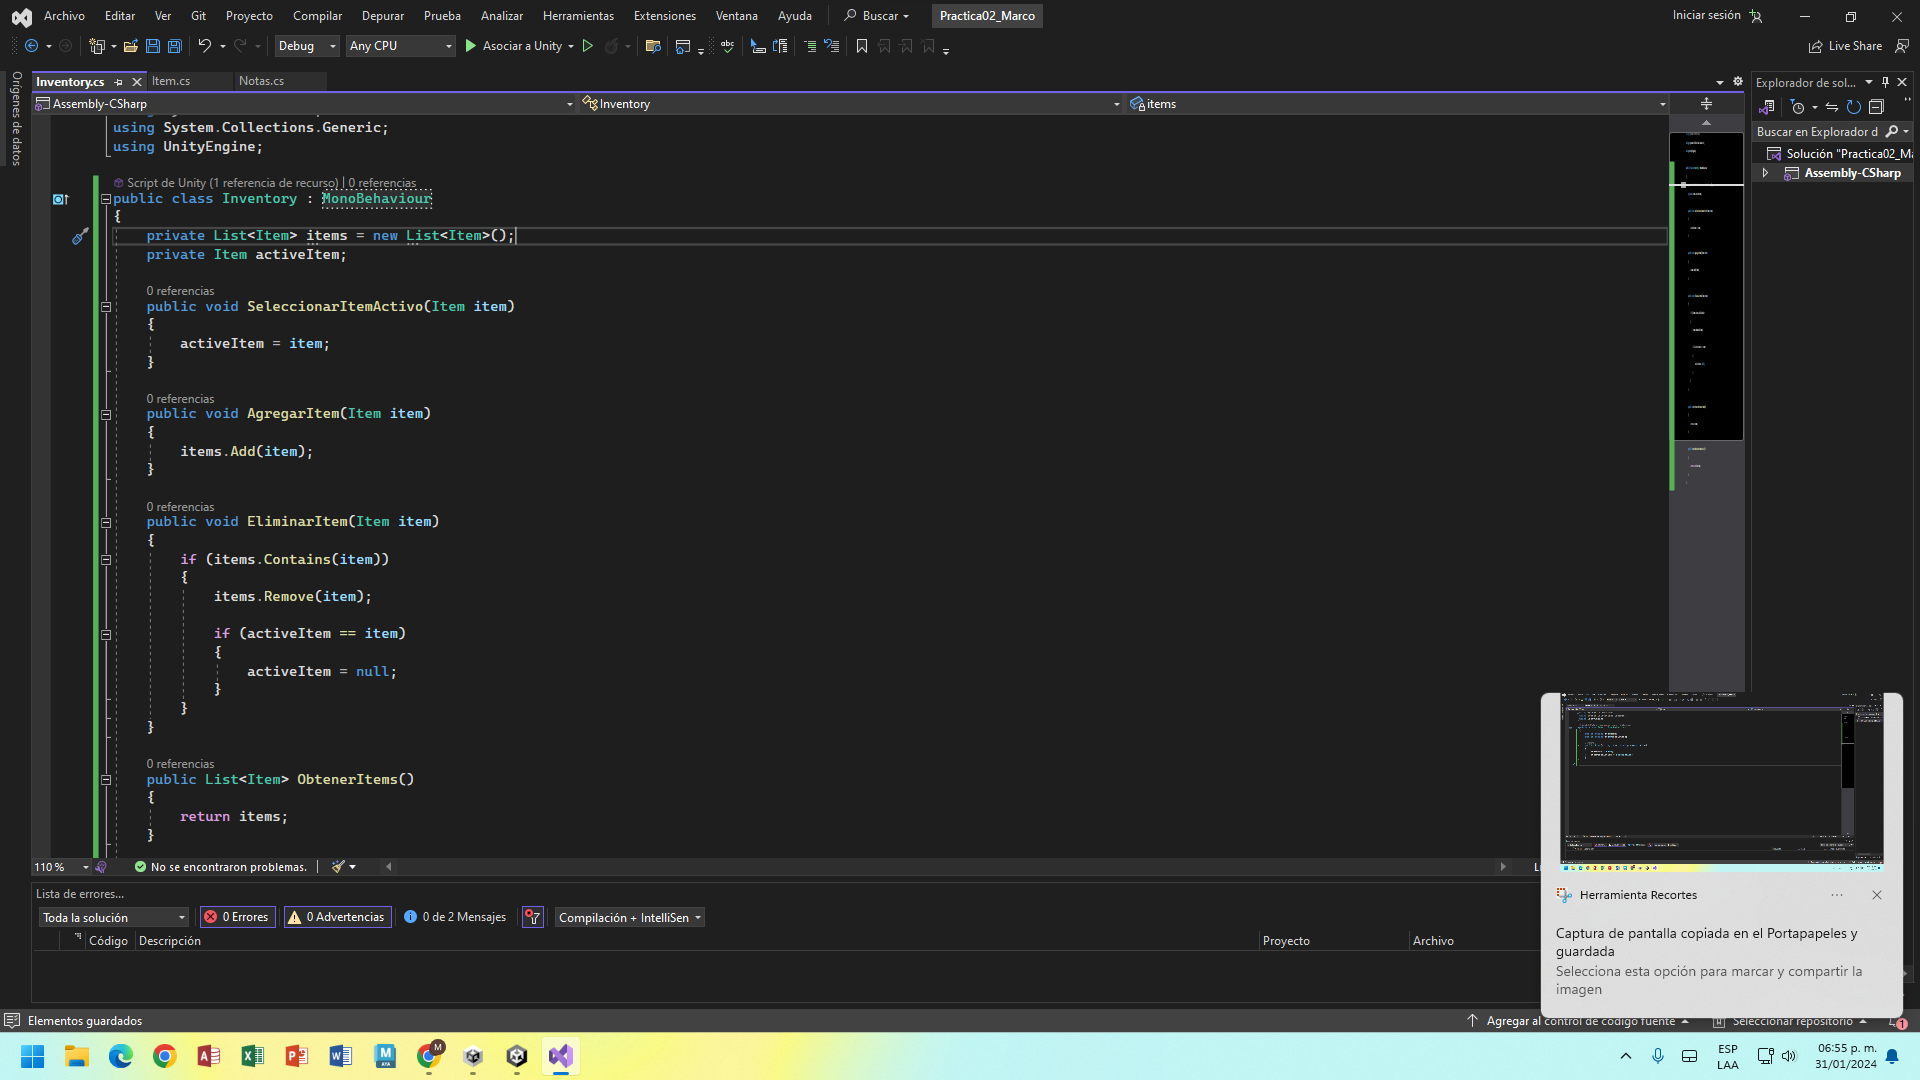 Archivo Editar Ver Git Proyecto Compilar Depurar Prueba Analizar Herramientas Extensiones Ventana Ayuda Buscar Practica02_Marco Iniciar sesión
Debug Any CPU Asociar a Unity Live Share
Orígenes de datos
Inventory.cs Item.cs Notas.cs
Explorador de sol...
Assembly-CSharp Inventory items
Buscar en Explorador d
Solución "Practica02_Ma
Assembly-CSharp
using System.Collections.Generic;
using UnityEngine;
Script de Unity (1 referencia de recurso) | 0 referencias
public class Inventory : MonoBehaviour
{
private List<Item> items = new List<Item>();
private Item activeItem;
0 referencias
public void SeleccionarItemActivo(Item item)
{
activeItem = item;
}
0 referencias
public void AgregarItem(Item item)
{
items.Add(item);
}
0 referencias
public void EliminarItem(Item item)
{
if (items.Contains(item))
{
items.Remove(item);
if (activeItem == item)
{
activeItem = null;
}
}
}
0 referencias
public List<Item> ObtenerItems()
{
return items;
}
110 % No se encontraron problemas.
Lista de errores...
Toda la solución 0 Errores 0 Advertencias 0 de 2 Mensajes Compilación + IntelliSen
Código Descripción Proyecto Archivo
Herramienta Recortes
Captura de pantalla copiada en el Portapapeles y
guardada
Selecciona esta opción para marcar y compartir la
imagen
Elementos guardados Agregar al control de código fuente Seleccionar repositorio 1
M
ESP
LAA
06:55 p. m.
31/01/2024